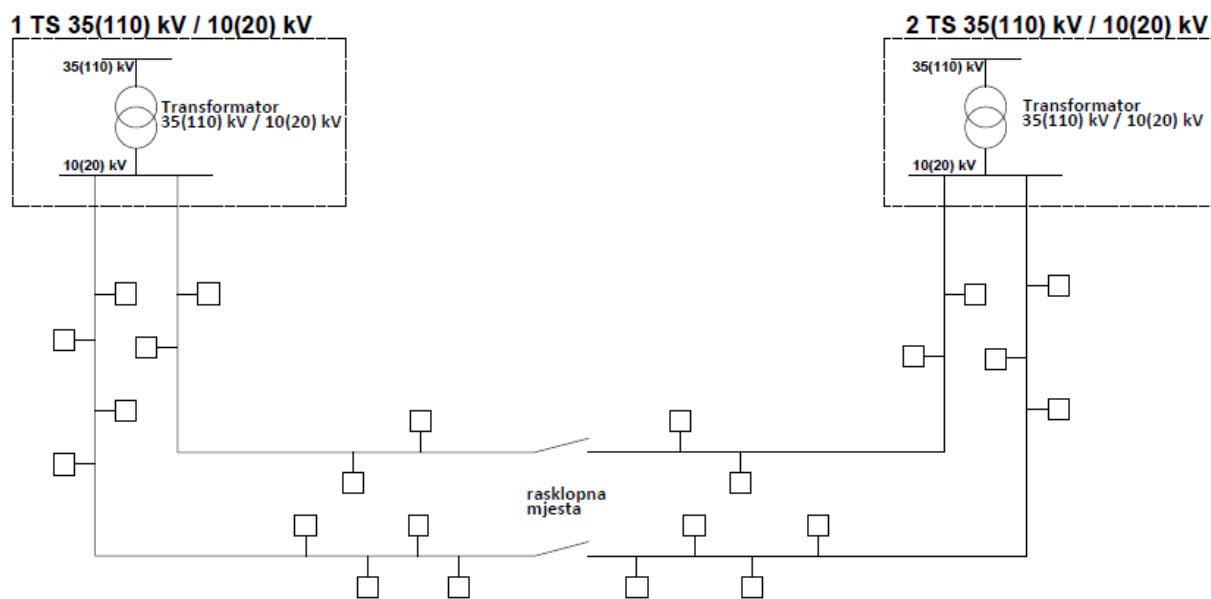 1 TS 35(110) kV / 10(20) kV
35(110) kV
Transformator
35(110) kV / 10(20) kV
10(20) kV
2 TS 35(110) kV / 10(20) kV
35(110) kV
Transformator
35(110) kV / 10(20) kV
10(20) kV
rasklopna
mjesta